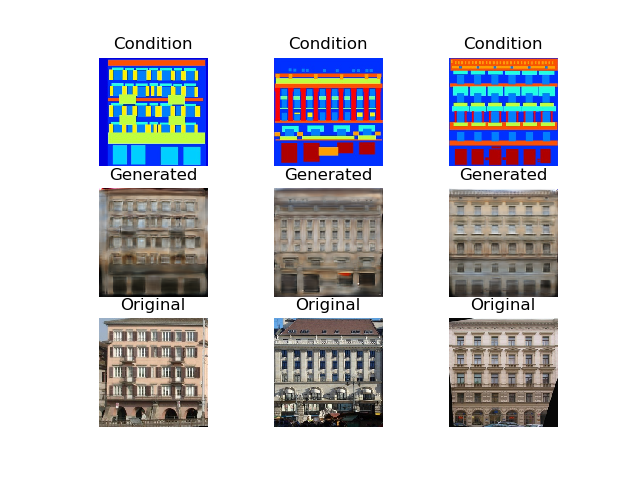 Condition Condition Condition
Generated Generated Generated
Original Original Original